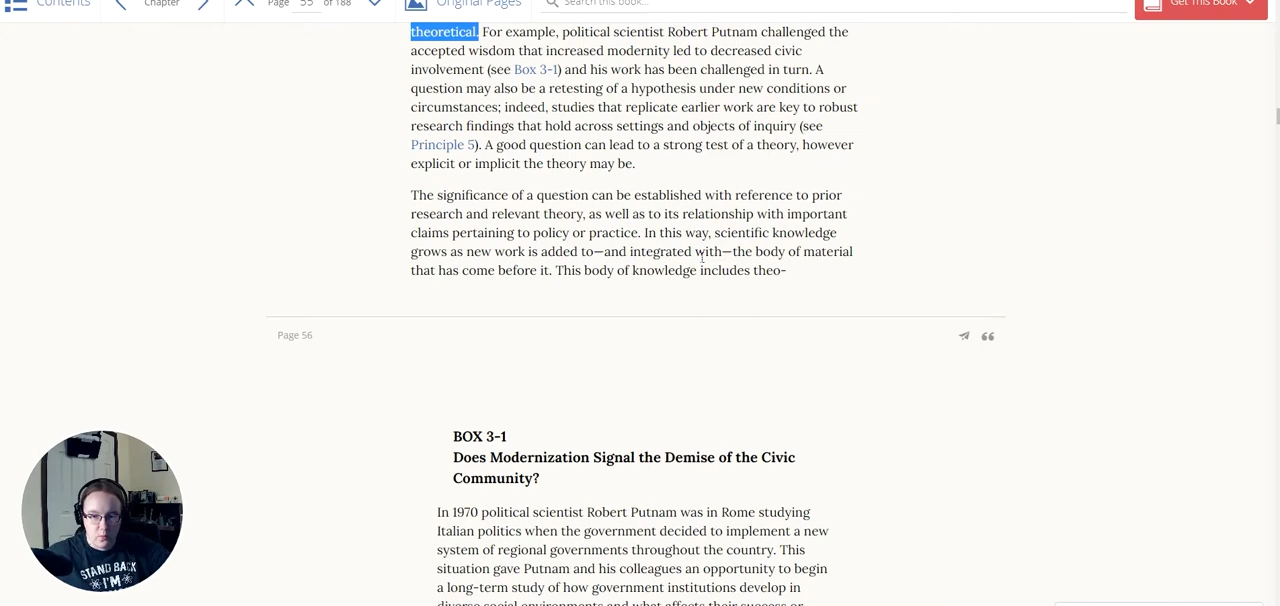 Contents
Chapter
Page 55 of 188
Original Pages
Search this book...
Get This Book
theoretical. For example, political scientist Robert Putnam challenged the
accepted wisdom that increased modernity led to decreased civic
involvement (see Box 3-1) and his work has been challenged in turn. A
question may also be a retesting of a hypothesis under new conditions or
circumstances; indeed, studies that replicate earlier work are key to robust
research findings that hold across settings and objects of inquiry (see
Principle 5). A good question can lead to a strong test of a theory, however
explicit or implicit the theory may be.
The significance of a question can be established with reference to prior
research and relevant theory, as well as to its relationship with important
claims pertaining to policy or practice. In this way, scientific knowledge
grows as new work is added to—and integrated with—the body of material
that has come before it. This body of knowledge includes theo-
Page 56
BOX 3-1
Does Modernization Signal the Demise of the Civic
Community?
In 1970 political scientist Robert Putnam was in Rome studying
Italian politics when the government decided to implement a new
system of regional governments throughout the country. This
situation gave Putnam and his colleagues an opportunity to begin
a long-term study of how government institutions develop in
diverse social environments and what affects their success or
STAND BACK
I'M